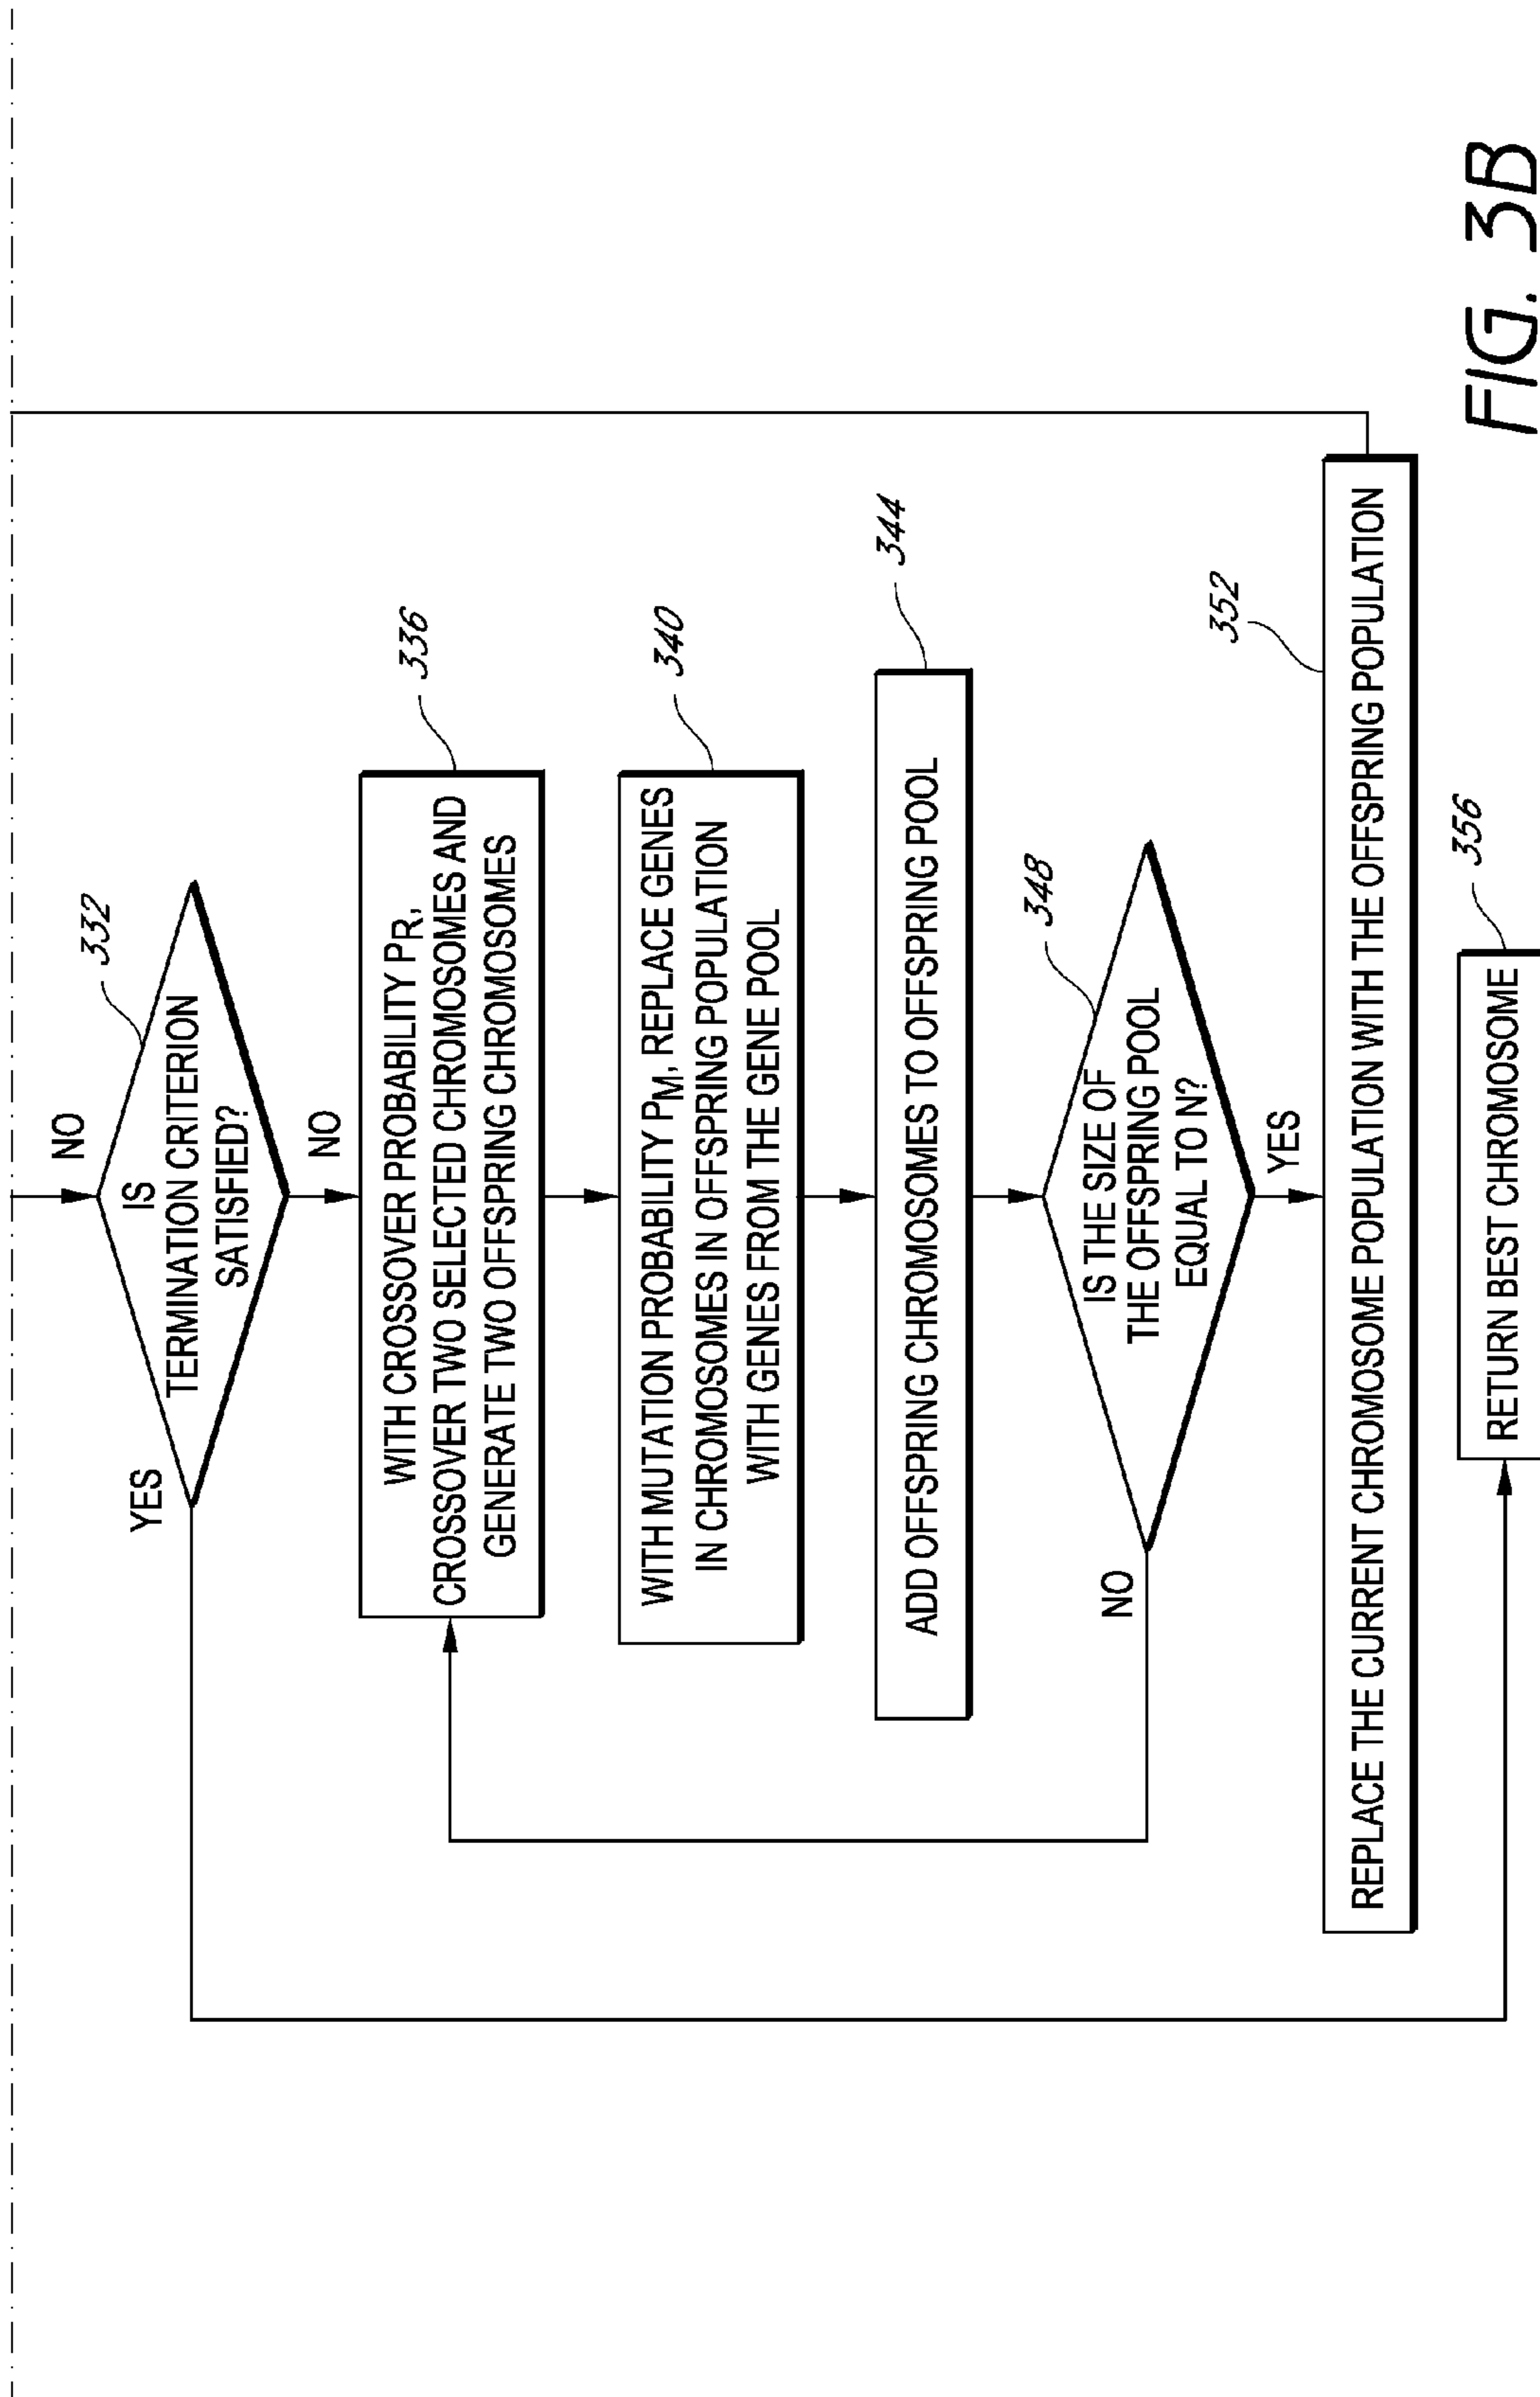 NO
332
IS
TERMINATION CRITERION
SATISFIED?
YES
NO
336
WITH CROSSOVER PROBABILITY PR,
CROSSOVER TWO SELECTED CHROMOSOMES AND
GENERATE TWO OFFSPRING CHROMOSOMES
340
WITH MUTATION PROBABILITY PM, REPLACE GENES
IN CHROMOSOMES IN OFFSPRING POPULATION
WITH GENES FROM THE GENE POOL
344
ADD OFFSPRING CHROMOSOMES TO OFFSPRING POOL
348
IS THE SIZE OF
THE OFFSPRING POOL
EQUAL TO N?
NO
YES
352
REPLACE THE CURRENT CHROMOSOME POPULATION WITH THE OFFSPRING POPULATION
356
RETURN BEST CHROMOSOME
FIG. 3B